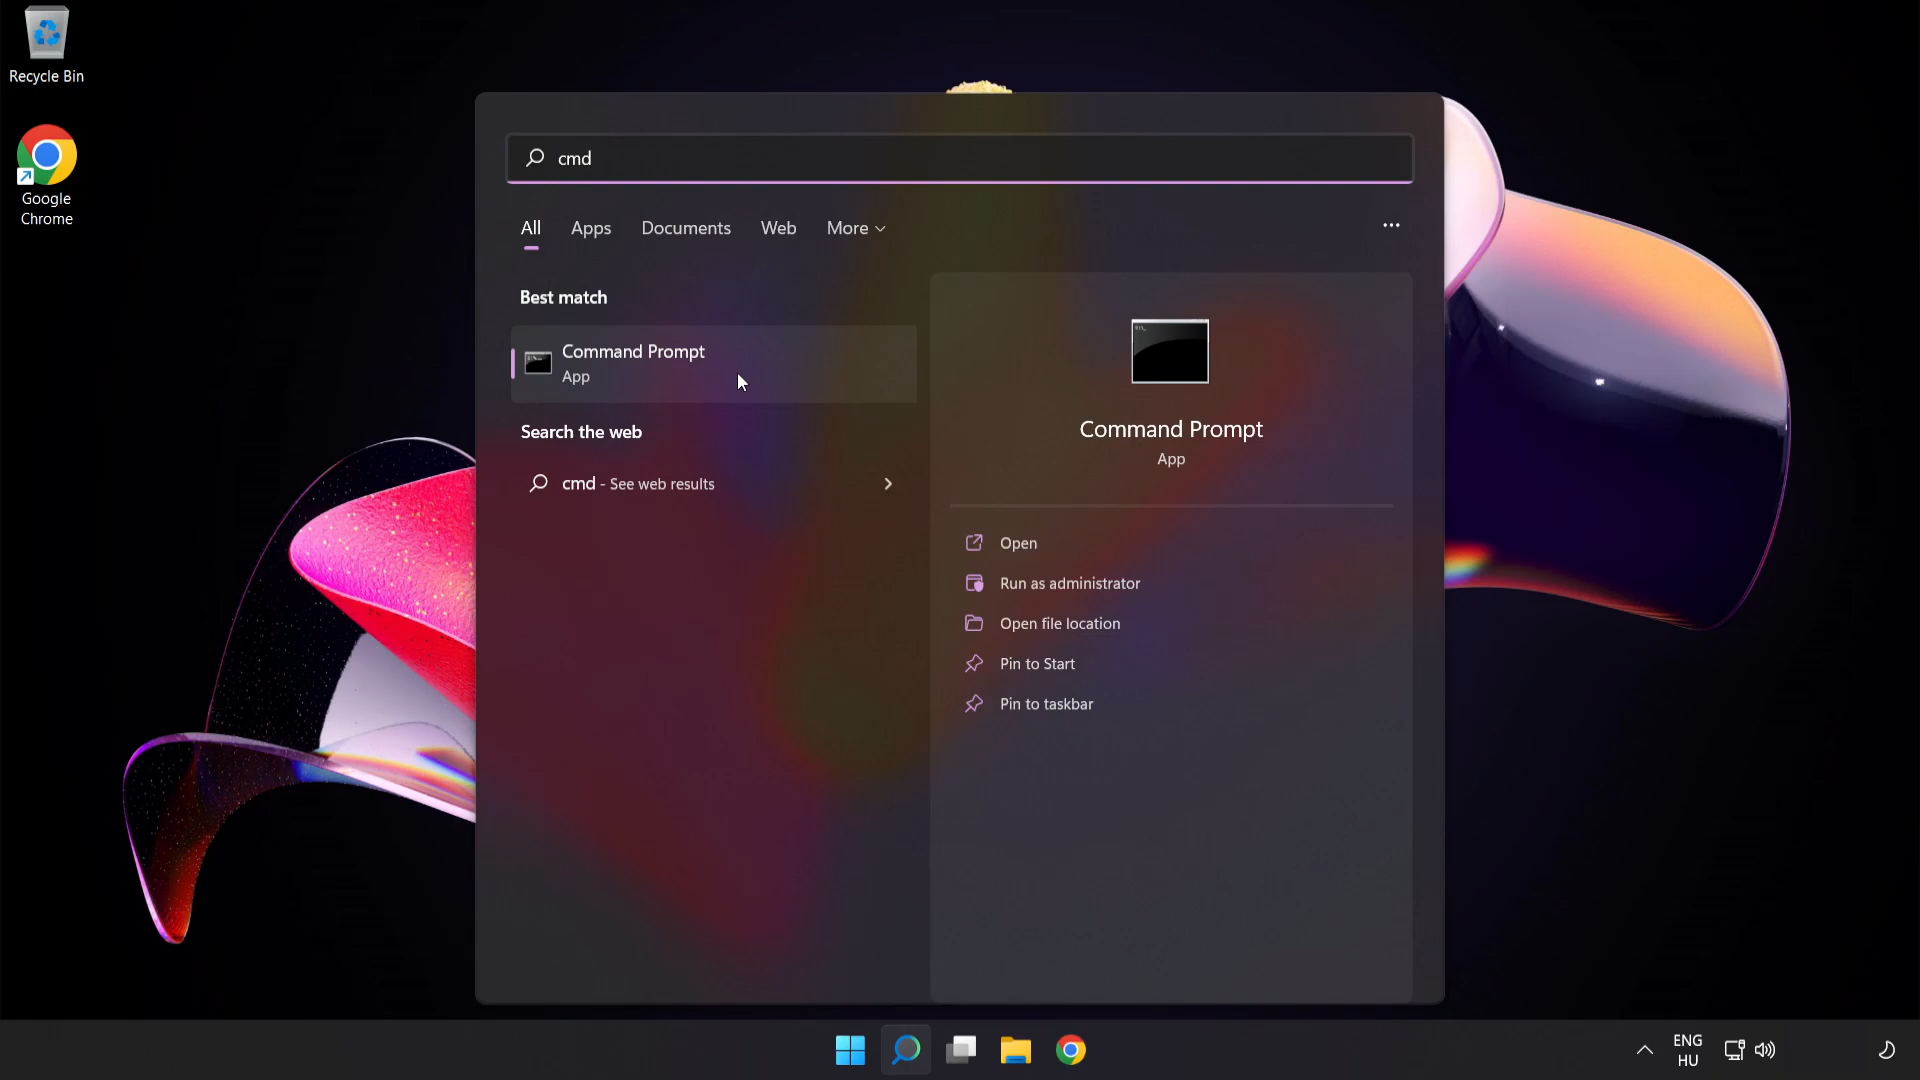 Recycle Bin
Google
Chrome
cmd
All Apps Documents Web More
Best match
Command Prompt
App
Search the web
cmd - See web results
Command Prompt
App
Open
Run as administrator
Open file location
Pin to Start
Pin to taskbar
ENG
HU